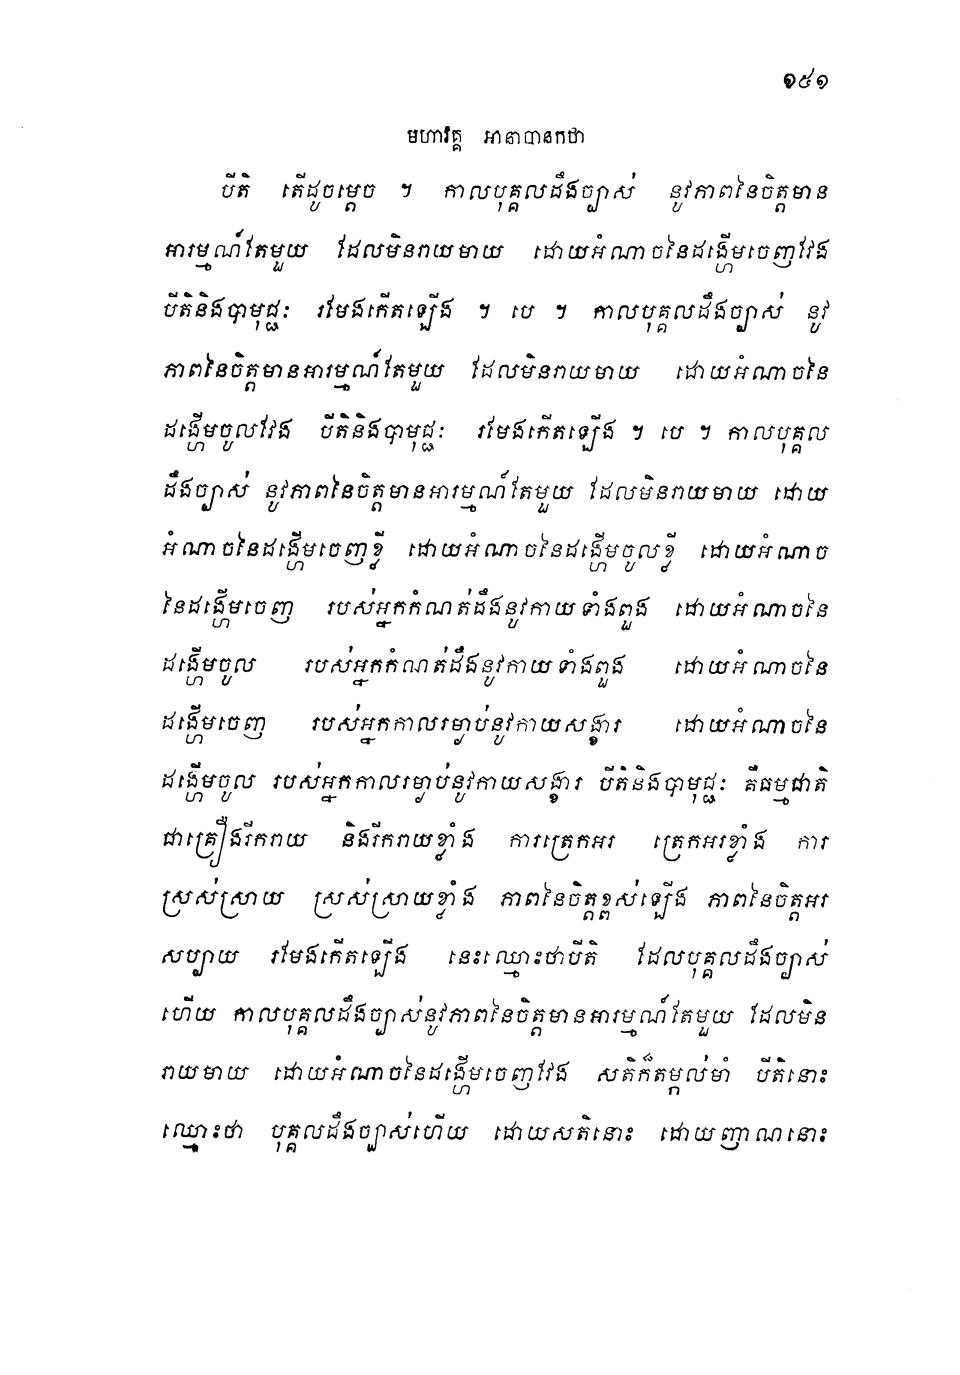 ១៥១
មហាវគ្គ អានាបានកថា
បីតិ តើដូចម្តេច ។ កាលបុគ្គលដឹងច្បាស់ នូវភាពនៃចិត្តមាន
អារម្មណ៍តែមួយ ដែលមិនរាយមាយ ដោយអំណាចនៃដង្ហើមចេញវែង
បីតិនិងបាមុជ្ជៈ រមែងកើតឡើង ។ បេ ។ កាលបុគ្គលដឹងច្បាស់ នូវ
ភាពនៃចិត្តមានអារម្មណ៍តែមួយ ដែលមិនរាយមាយ ដោយអំណាចនៃ
ដង្ហើមចូលវែង បីតិនិងបាមុជ្ជៈ រមែងកើតឡើង ។ បេ ។ កាលបុគ្គល
ដឹងច្បាស់ នូវភាពនៃចិត្តមានអារម្មណ៍តែមួយ ដែលមិនរាយមាយ ដោយ
អំណាចនៃដង្ហើមចេញខ្លី ដោយអំណាចនៃដង្ហើមចូលខ្លី ដោយអំណាច
នៃដង្ហើមចេញ របស់អ្នកកំណត់ដឹងនូវកាយទាំងពួង ដោយអំណាចនៃ
ដង្ហើមចូល របស់អ្នកកំណត់ដឹងនូវកាយទាំងពួង ដោយអំណាចនៃ
ដង្ហើមចេញ របស់អ្នកកាលរម្ងាប់នូវកាយសង្ខារ ដោយអំណាចនៃ
ដង្ហើមចូល របស់អ្នកកាលរម្ងាប់នូវកាយសង្ខារ បីតិនិងបាមុជ្ជៈ គឺធម្មជាតិ
ជាគ្រឿងរីករាយ និងរីករាយខ្លាំង ការត្រេកអរ ត្រេកអរខ្លាំង ការ
ស្រស់ស្រាយ ស្រស់ស្រាយខ្លាំង ភាពនៃចិត្តខ្ពស់ឡើង ភាពនៃចិត្តអរ
សប្បាយ រមែងកើតឡើង នេះឈ្មោះថាបីតិ ដែលបុគ្គលដឹងច្បាស់
ហើយ កាលបុគ្គលដឹងច្បាស់នូវភាពនៃចិត្តមានអារម្មណ៍តែមួយ ដែលមិន
រាយមាយ ដោយអំណាចនៃដង្ហើមចេញវែង សតិក៏តម្កល់មាំ បីតិនោះ
ឈ្មោះថា បុគ្គលដឹងច្បាស់ហើយ ដោយសតិនោះ ដោយញាណនោះ